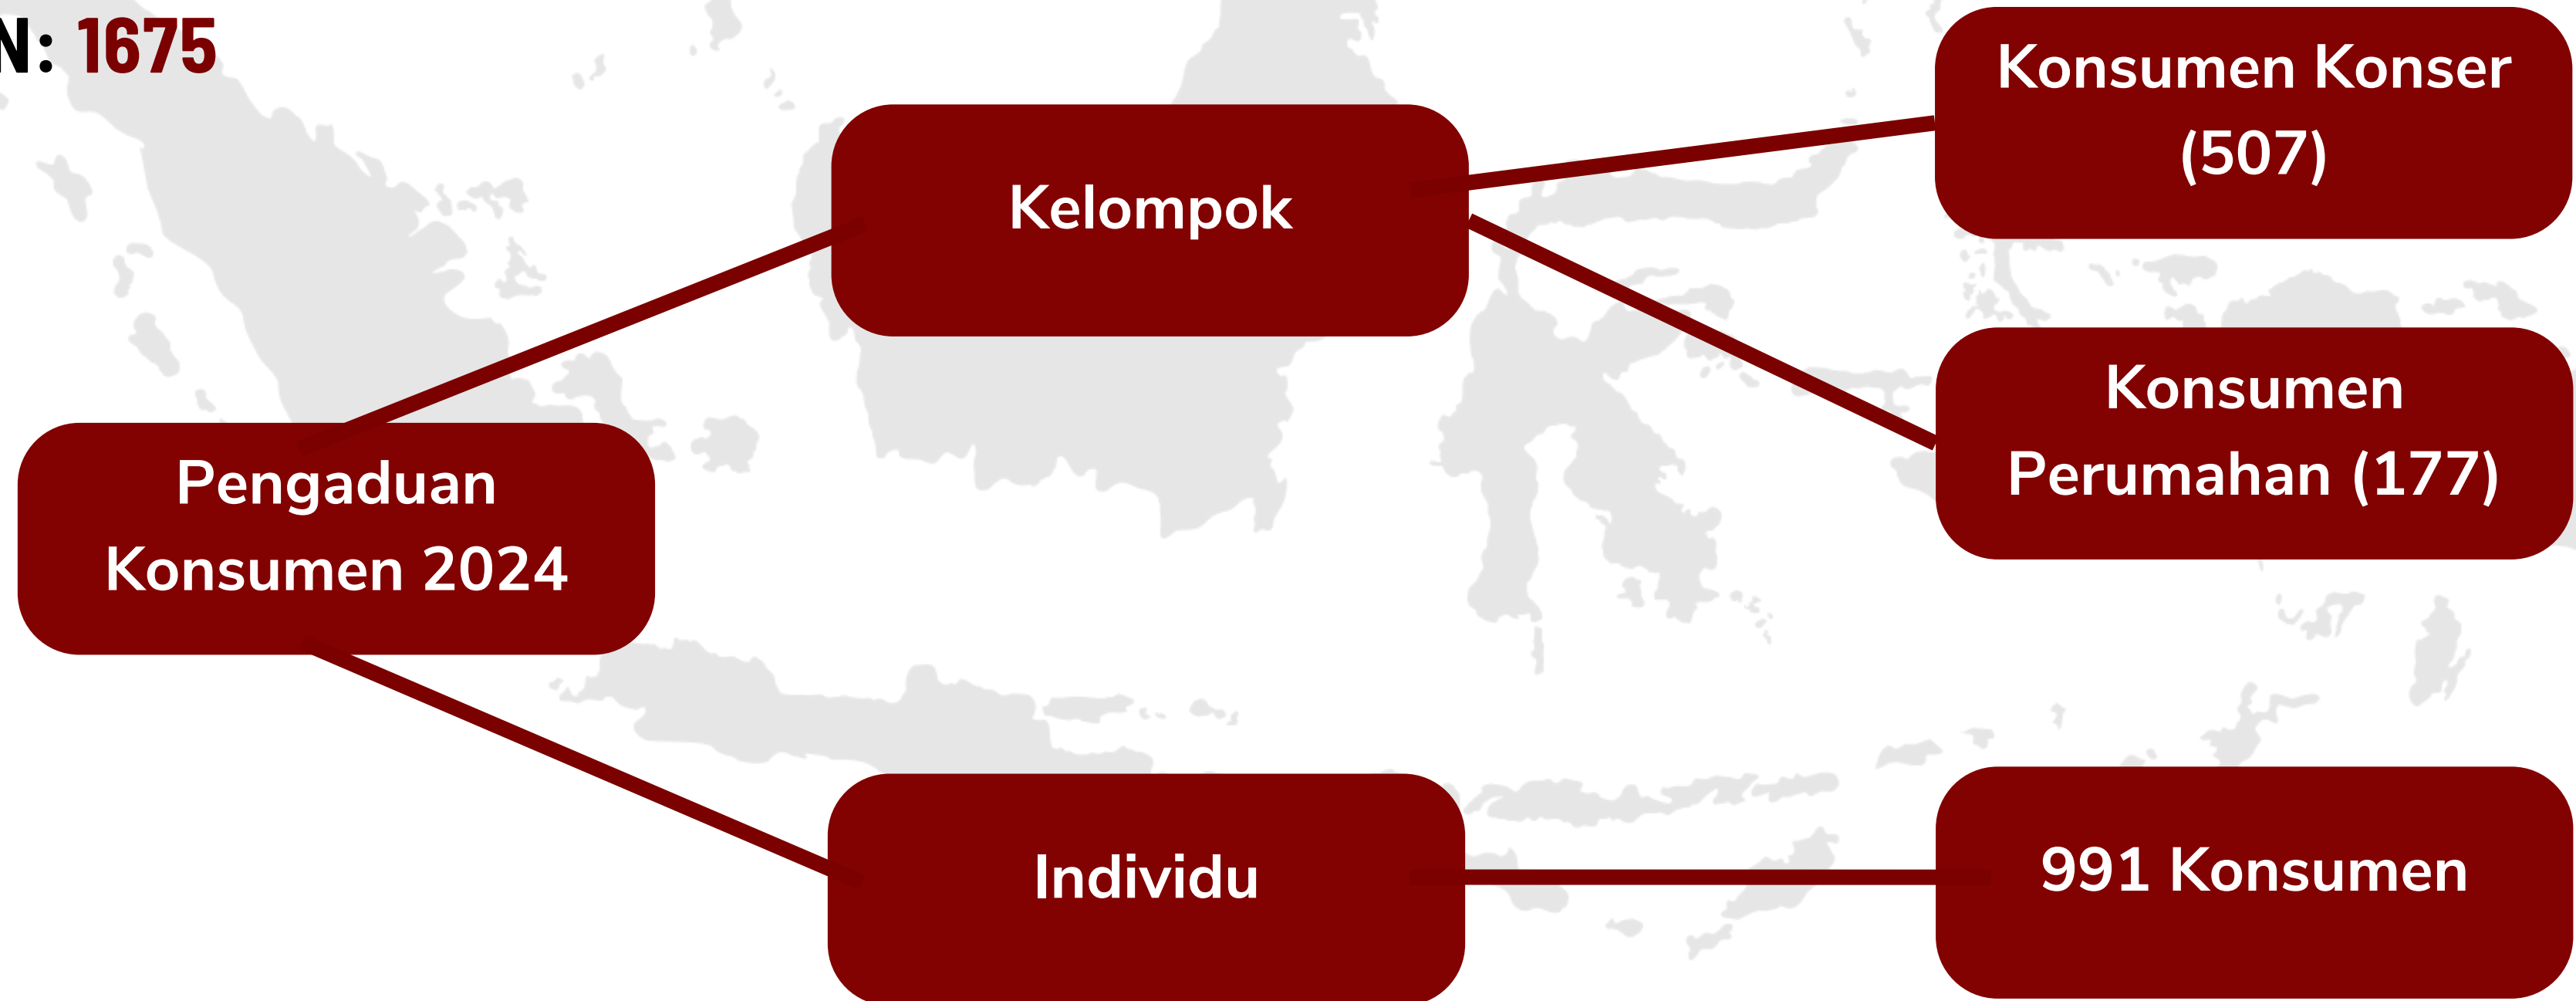 N: 1675
Konsumen Konser
(507)
Kelompok
Konsumen
Perumahan (177)
Pengaduan
Konsumen 2024
Individu
991 Konsumen